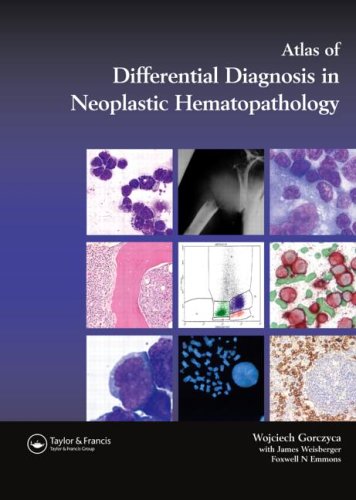 Atlas of
Differential Diagnosis in
Neoplastic Hematopathology
Wojciech Gorczyca
with James Weisberger
Foxwell N Emmons
Taylor & Francis
Taylor & Francis Group